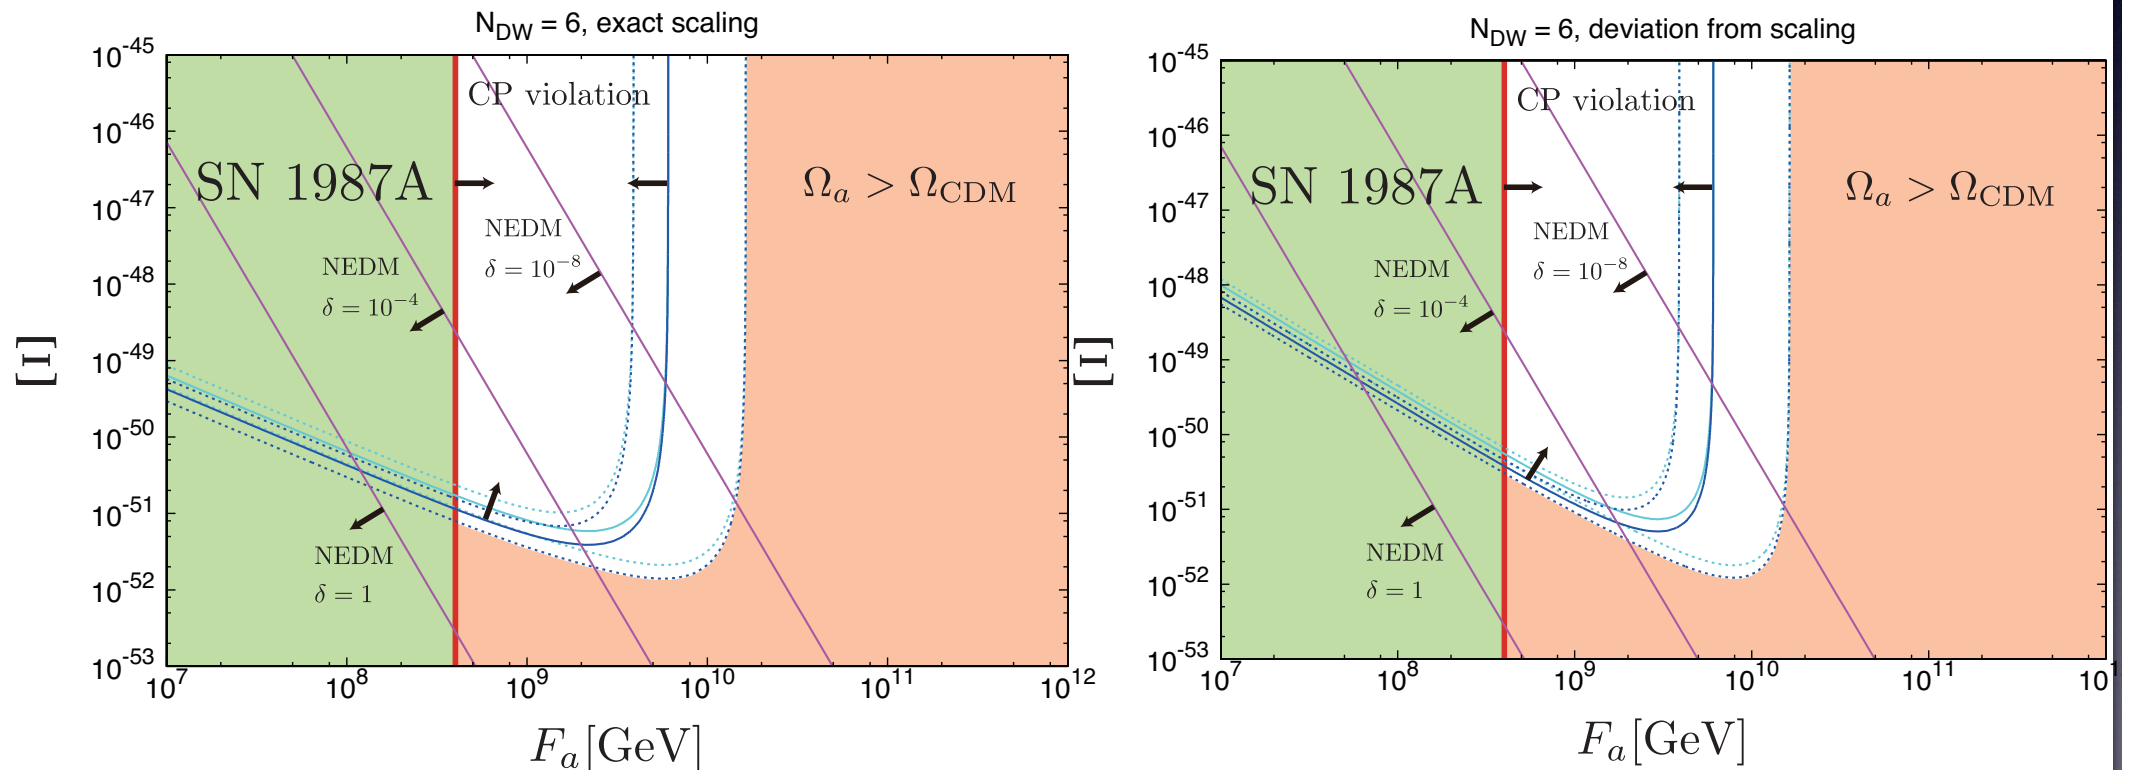 N_DW = 6, exact scaling
10^-45
10^-46
10^-47
10^-48
10^-49
10^-50
10^-51
10^-52
10^-53
Ξ
CP violation
SN 1987A
Ω_a > Ω_CDM
NEDM
δ = 10^-8
NEDM
δ = 10^-4
NEDM
δ = 1
10^7 10^8 10^9 10^10 10^11 10^12
F_a [GeV]
N_DW = 6, deviation from scaling
10^-45
10^-46
10^-47
10^-48
10^-49
10^-50
10^-51
10^-52
10^-53
Ξ
CP violation
SN 1987A
Ω_a > Ω_CDM
NEDM
δ = 10^-8
NEDM
δ = 10^-4
NEDM
δ = 1
10^7 10^8 10^9 10^10 10^11
F_a [GeV]